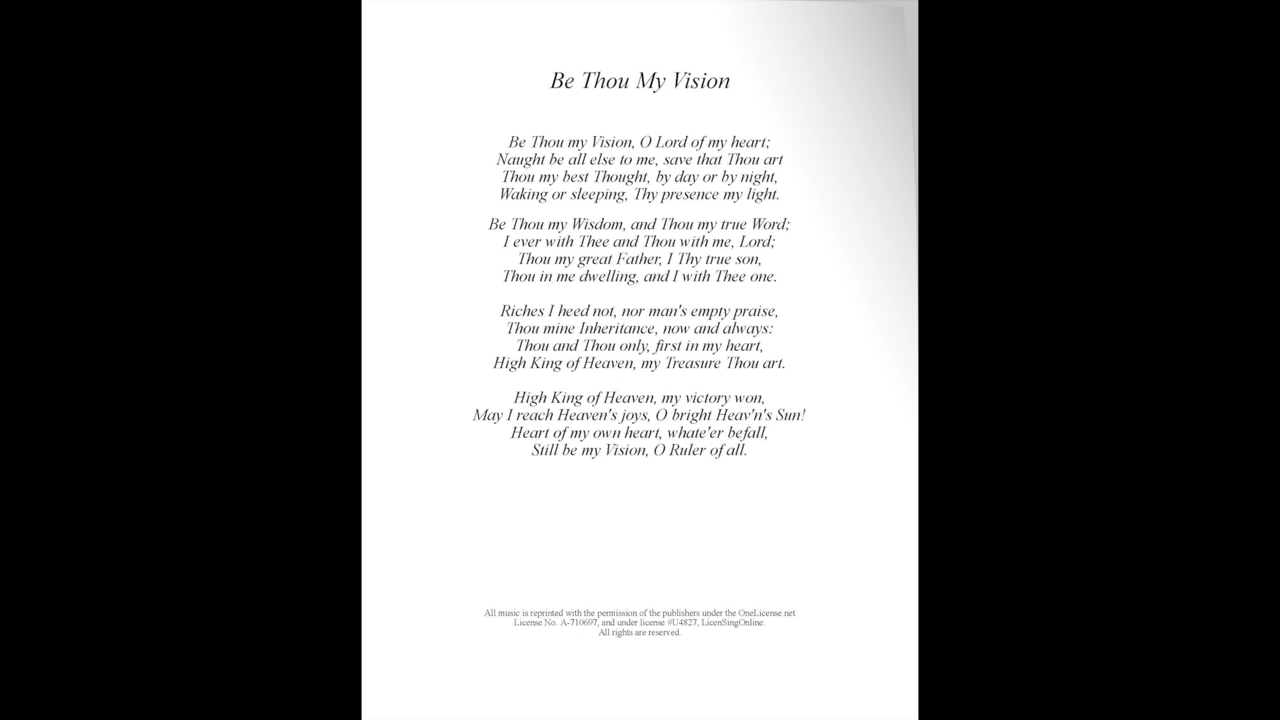 Be Thou My Vision
Be Thou my Vision, O Lord of my heart;
Naught be all else to me, save that Thou art
Thou my best Thought, by day or by night,
Waking or sleeping, Thy presence my light.
Be Thou my Wisdom, and Thou my true Word;
I ever with Thee and Thou with me, Lord;
Thou my great Father, I Thy true son,
Thou in me dwelling, and I with Thee one.
Riches I heed not, nor man's empty praise,
Thou mine Inheritance, now and always:
Thou and Thou only, first in my heart,
High King of Heaven, my Treasure Thou art.
High King of Heaven, my victory won,
May I reach Heaven's joys, O bright Heav'n's Sun!
Heart of my own heart, whate'er befall,
Still be my Vision, O Ruler of all.
All music is reprinted with the permission of the publishers under the OneLicense.net
License No. A-710697, and under license #U4827, LicenSingOnline.
All rights are reserved.